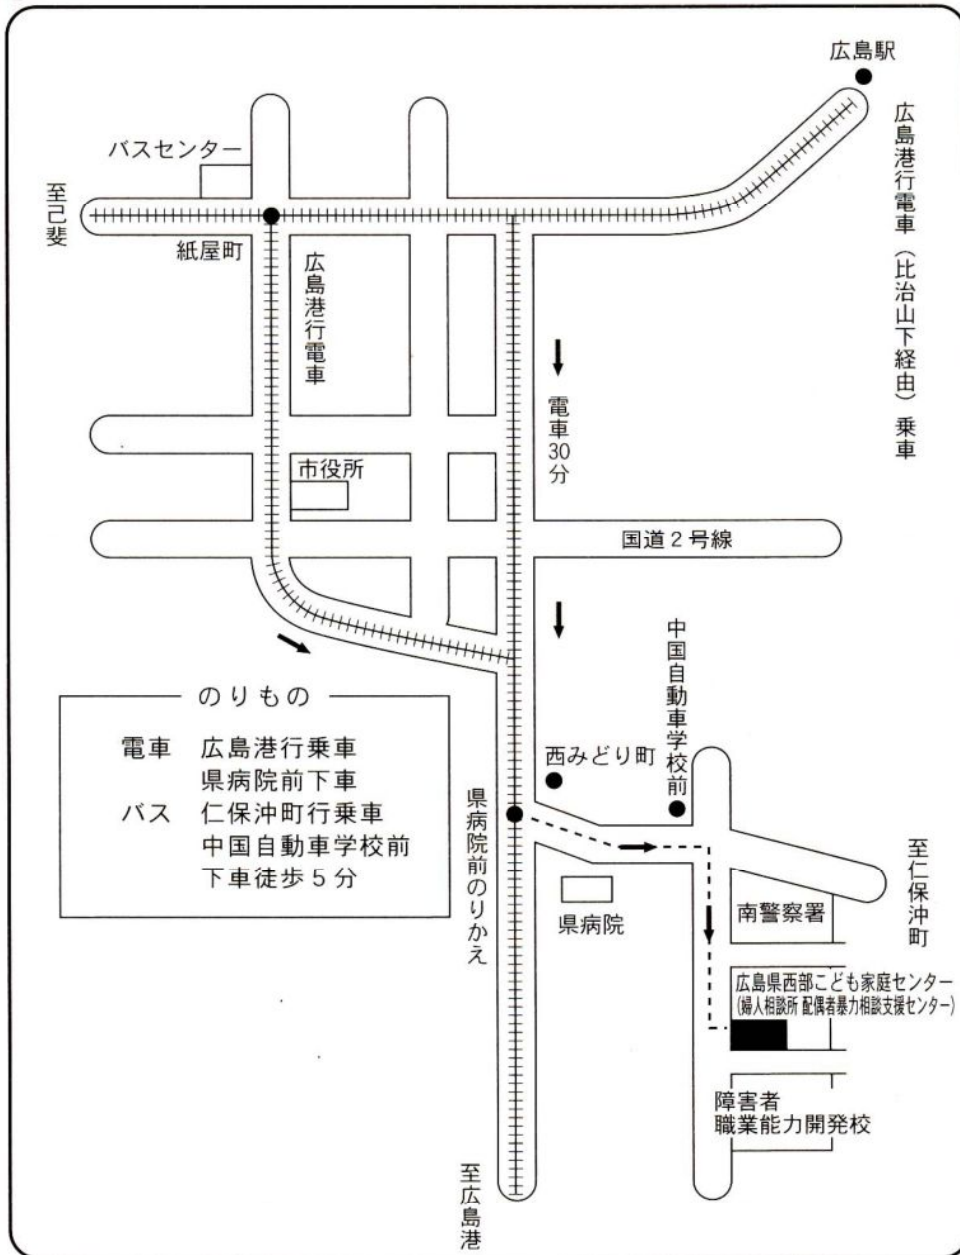 広島駅
広島港行電車（比治山下経由）乗車
バスセンター
至己斐
紙屋町
広島港行電車
電車30分
市役所
国道２号線
中国自動車学校前
のりもの
電車　広島港行乗車
県病院前下車
バス　仁保沖町行乗車
中国自動車学校前
下車徒歩５分
西みどり町
県病院前のりかえ
至仁保沖町
県病院
南警察署
広島県西部こども家庭センター
(婦人相談所 配偶者暴力相談支援センター)
障害者
職業能力開発校
至広島港